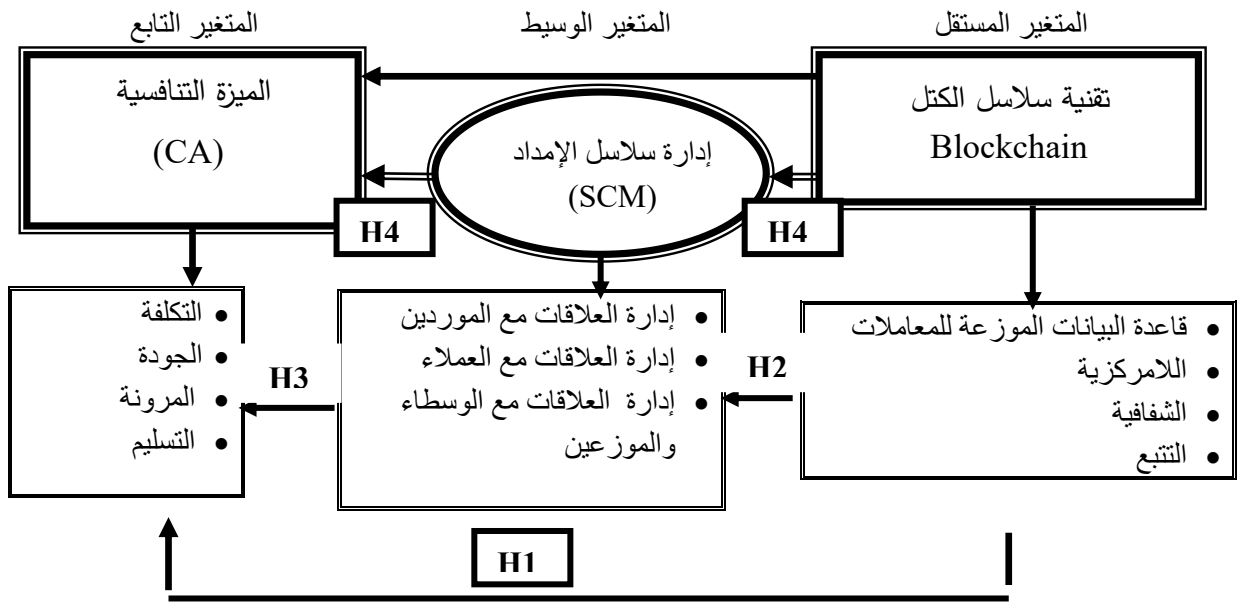 المتغير المستقل
المتغير الوسيط
المتغير التابع
تقنية سلاسل الكتل
Blockchain
إدارة سلاسل الإمداد
(SCM)
الميزة التنافسية
(CA)
H4
H4
• قاعدة البيانات الموزعة للمعاملات
• اللامركزية
• الشفافية
• التتبع
H2
• إدارة العلاقات مع الموردين
• إدارة العلاقات مع العملاء
• إدارة العلاقات مع الوسطاء
والموزعين
H3
• التكلفة
• الجودة
• المرونة
• التسليم
H1